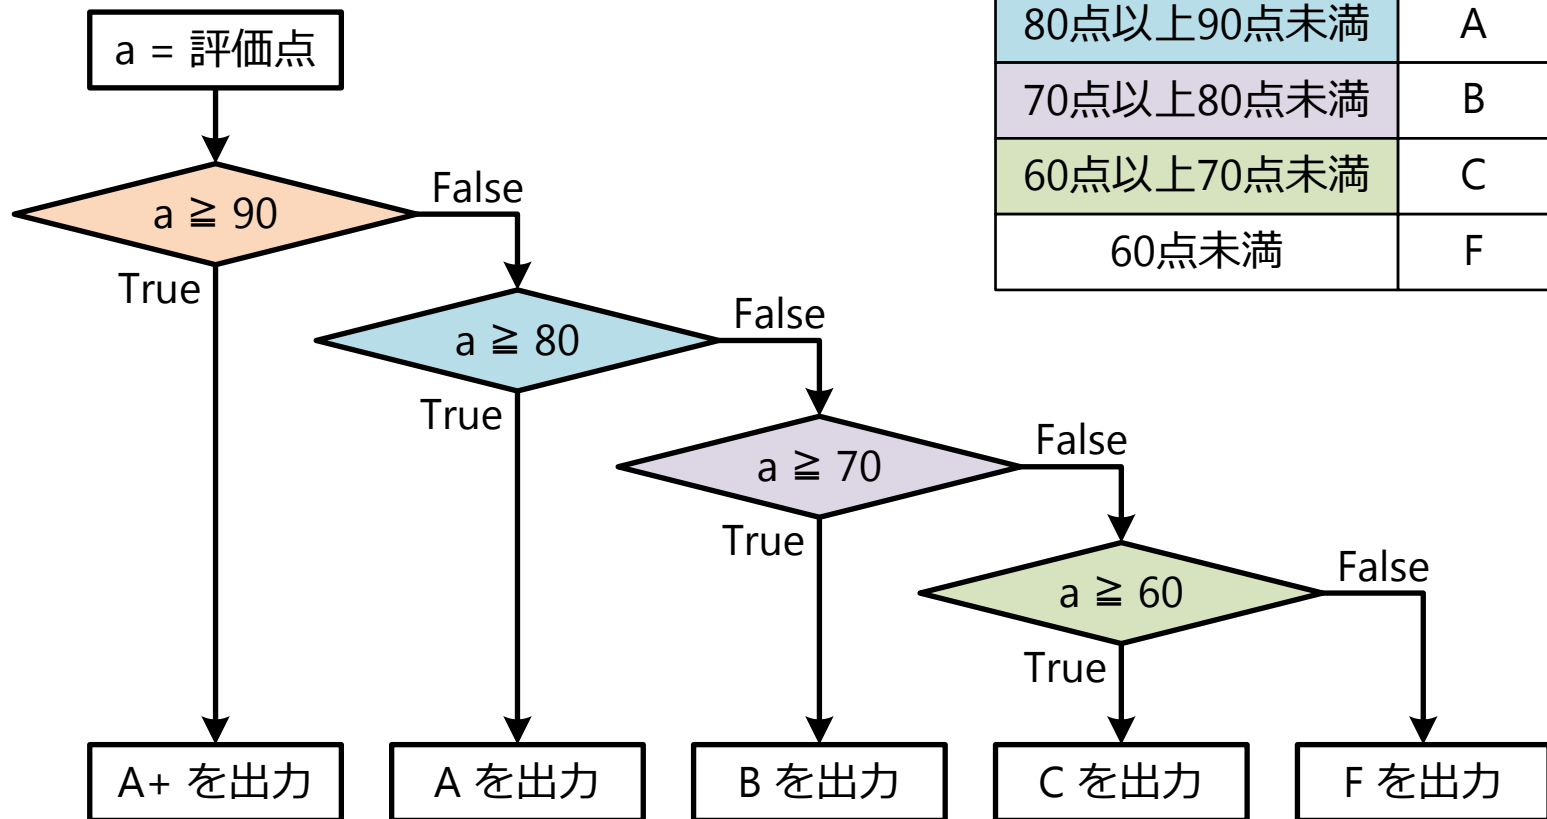 a = 評価点
80点以上90点未満 A
70点以上80点未満 B
60点以上70点未満 C
60点未満 F
a ≧ 90
False
True
a ≧ 80
False
True
a ≧ 70
False
True
a ≧ 60
False
True
A+ を出力
A を出力
B を出力
C を出力
F を出力